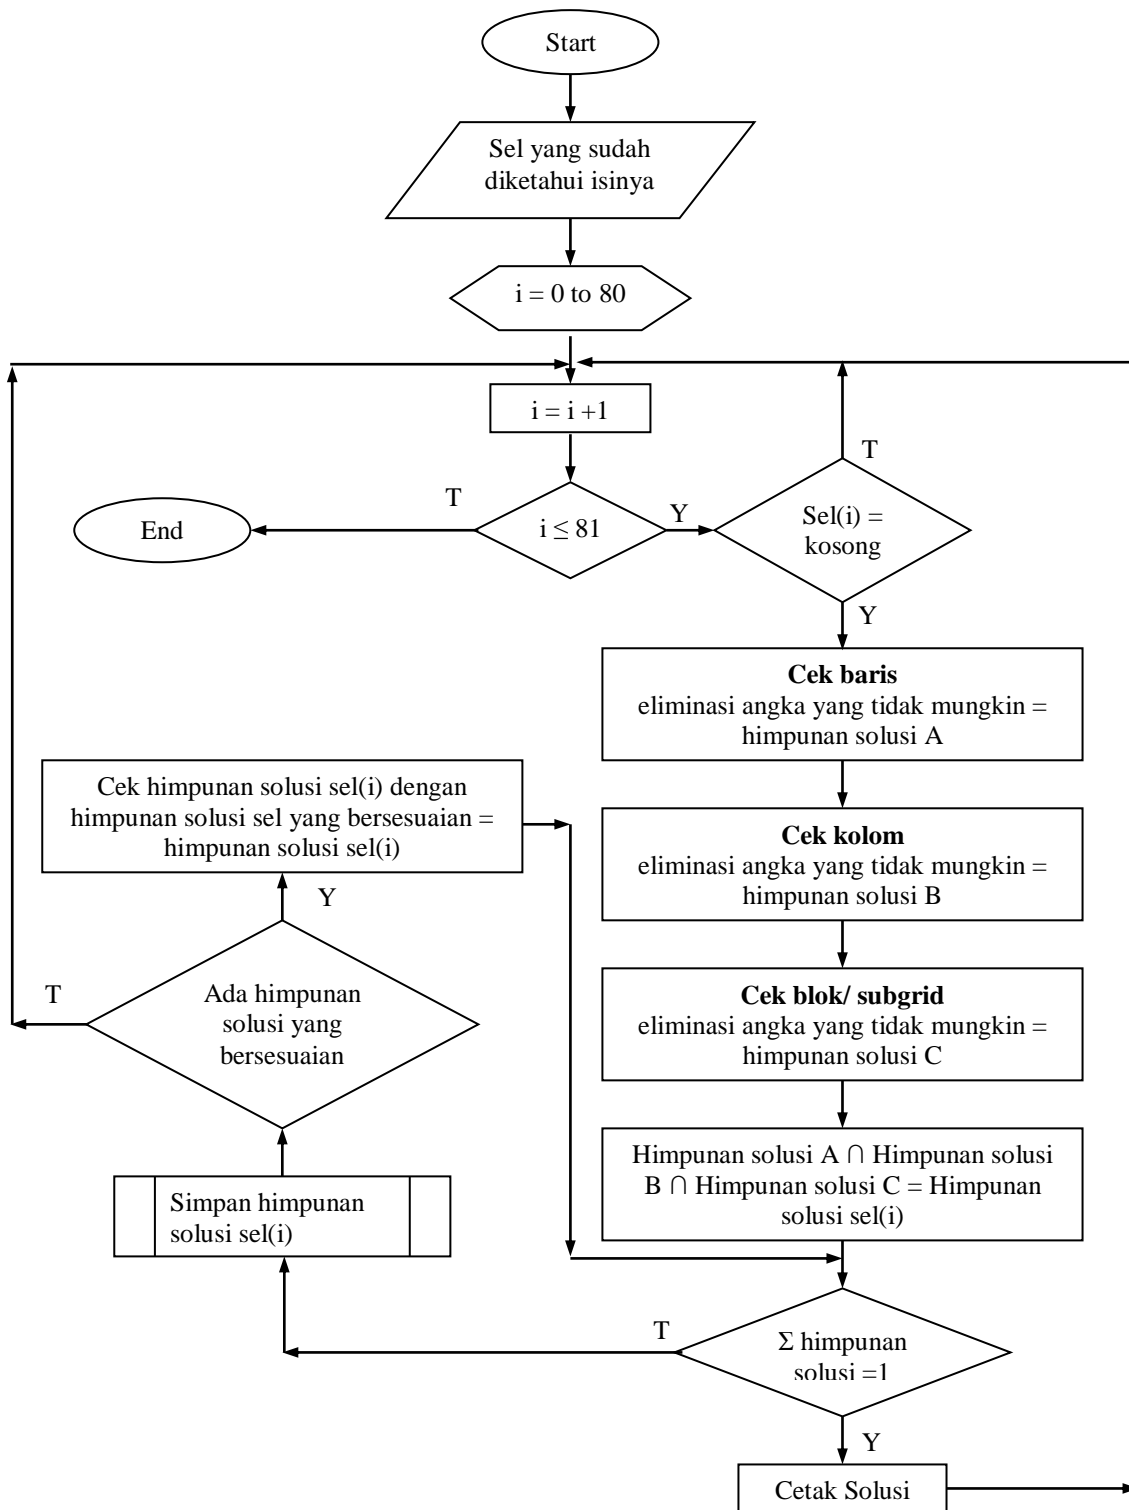 Start
Sel yang sudah
diketahui isinya
i = 0 to 80
i = i +1
T
End
i ≤ 81
Y
T
Sel(i) =
kosong
Y
Cek baris
eliminasi angka yang tidak mungkin =
himpunan solusi A
Cek himpunan solusi sel(i) dengan
himpunan solusi sel yang bersesuaian =
himpunan solusi sel(i)
Cek kolom
eliminasi angka yang tidak mungkin =
himpunan solusi B
Y
T
Ada himpunan
solusi yang
bersesuaian
Cek blok/ subgrid
eliminasi angka yang tidak mungkin =
himpunan solusi C
Himpunan solusi A ∩ Himpunan solusi
B ∩ Himpunan solusi C = Himpunan
solusi sel(i)
Simpan himpunan
solusi sel(i)
T
Σ himpunan
solusi =1
Y
Cetak Solusi